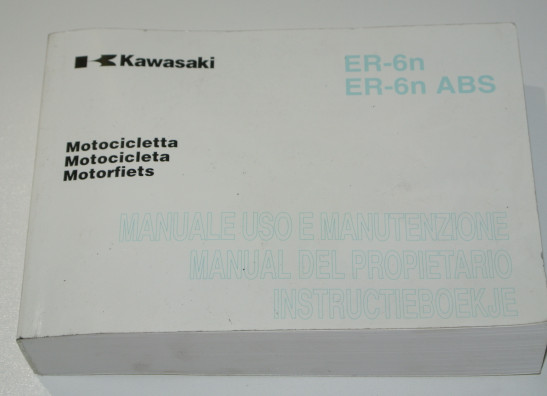 Kawasaki
ER-6n
ER-6n ABS
Motocicletta
Motocicleta
Motorfiets
MANUALE USO E MANUTENZIONE
MANUAL DEL PROPIETARIO
INSTRUCTIEBOEKJE